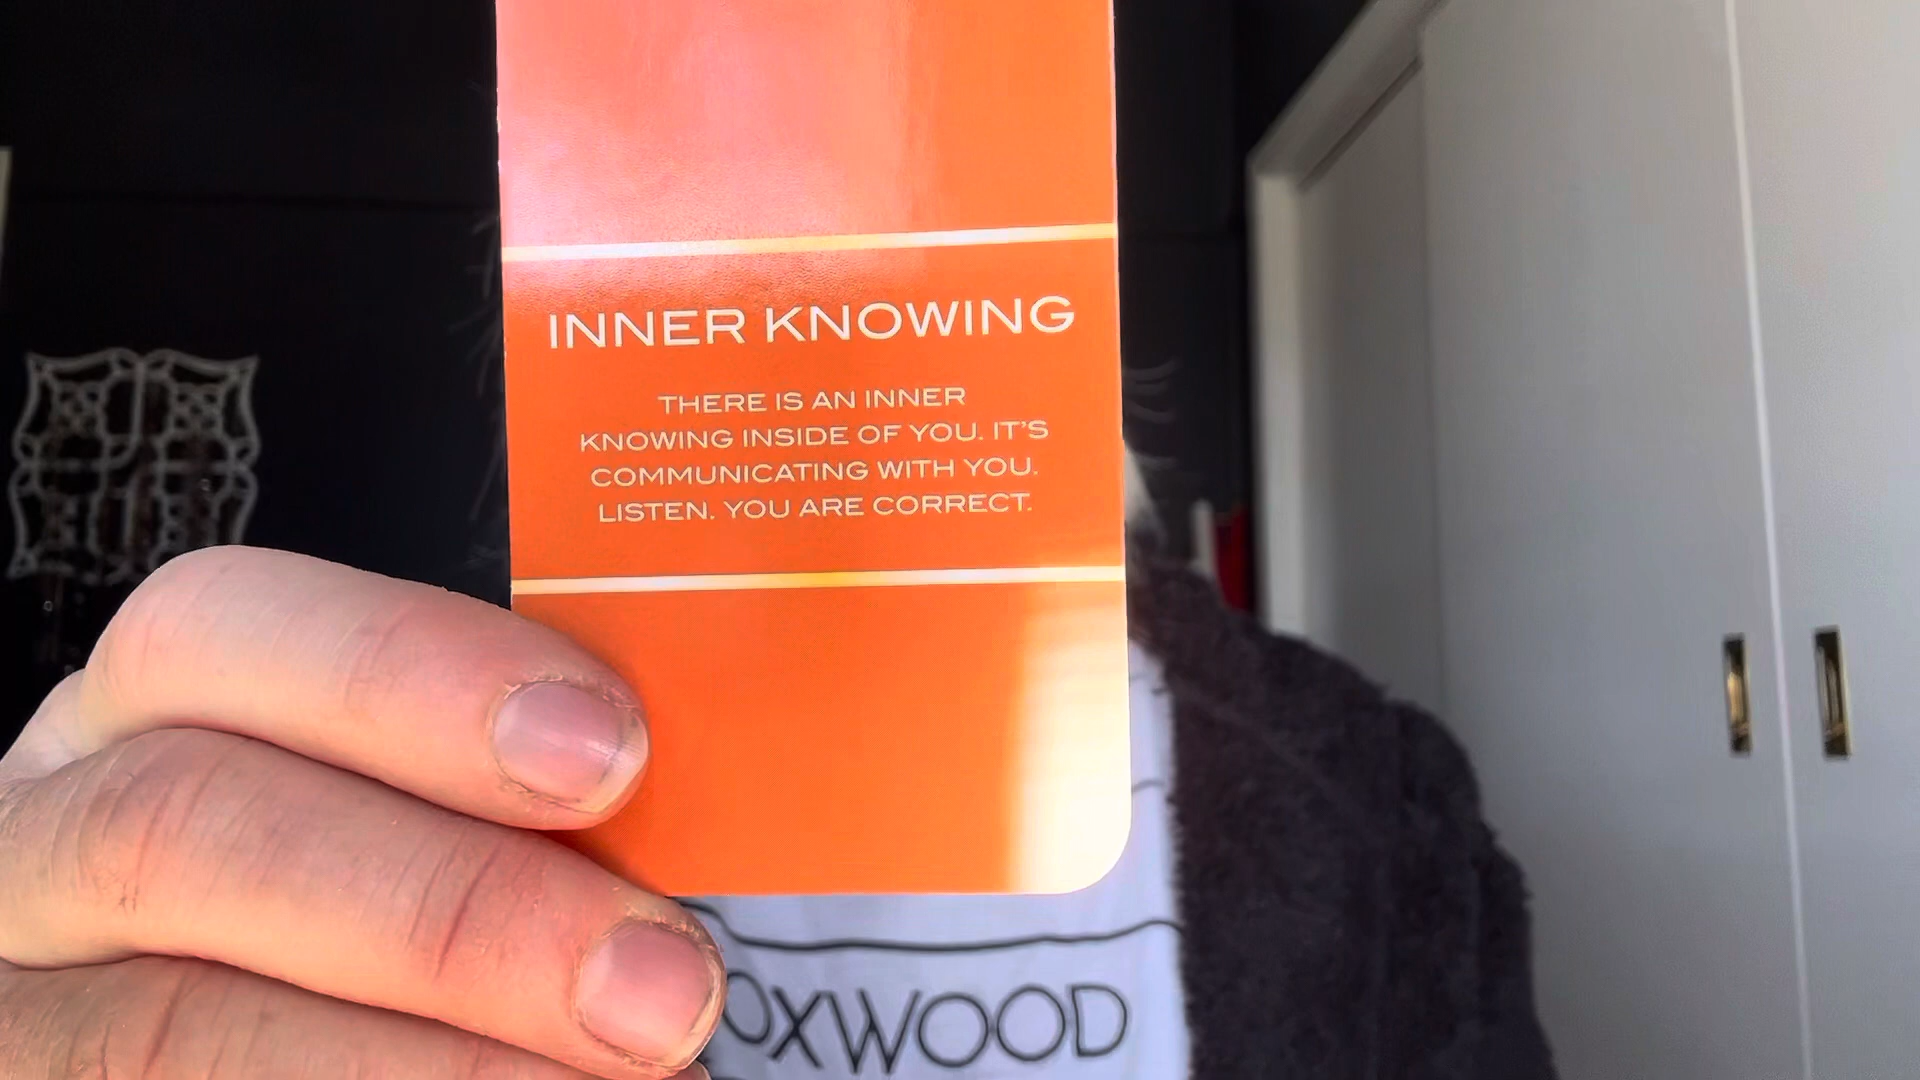 INNER KNOWING
THERE IS AN INNER
KNOWING INSIDE OF YOU. IT'S
COMMUNICATING WITH YOU.
LISTEN. YOU ARE CORRECT.
OXWOOD